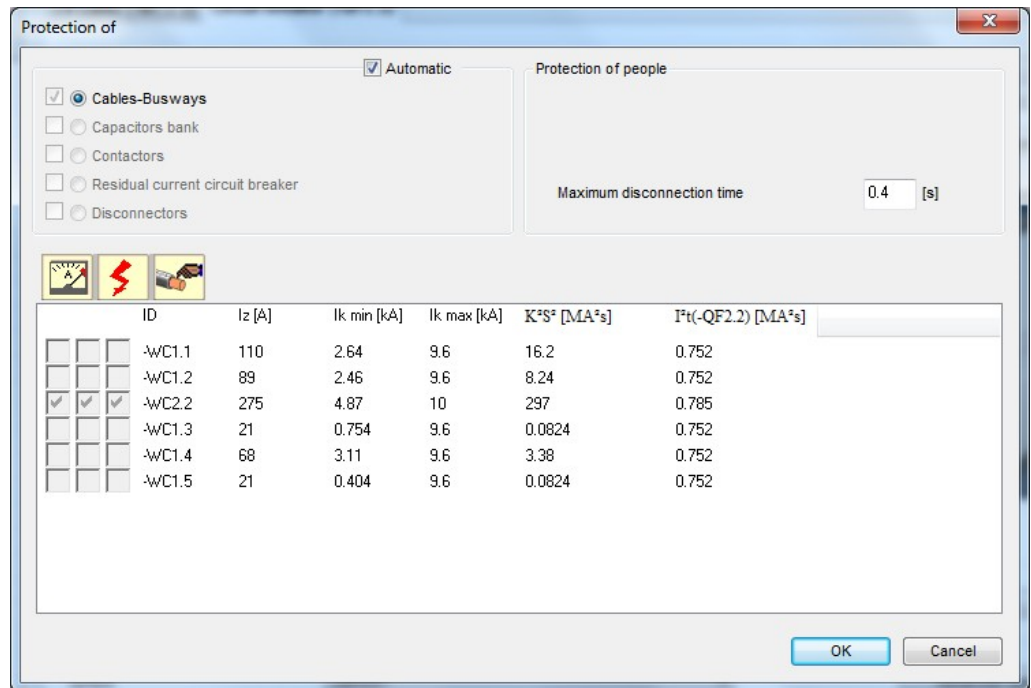 Protection of
Automatic
Cables-Busways
Capacitors bank
Contactors
Residual current circuit breaker
Disconnectors
Protection of people
Maximum disconnection time 0.4 [s]
A
ID Iz [A] Ik min [kA] Ik max [kA] K²S² [MA²s] I²t(-QF2.2) [MA²s]
-WC1.1 110 2.64 9.6 16.2 0.752
-WC1.2 89 2.46 9.6 8.24 0.752
-WC2.2 275 4.87 10 297 0.785
-WC1.3 21 0.754 9.6 0.0824 0.752
-WC1.4 68 3.11 9.6 3.38 0.752
-WC1.5 21 0.404 9.6 0.0824 0.752
OK Cancel